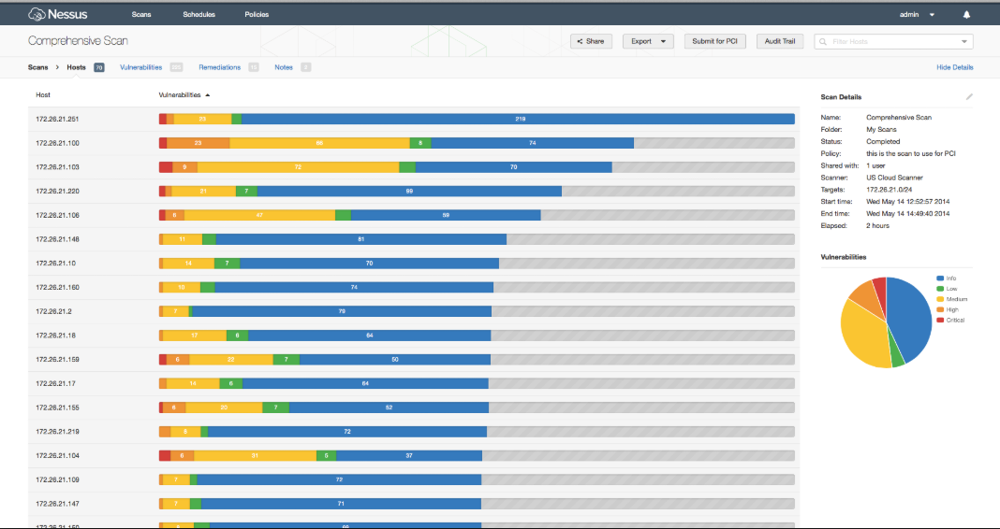 Nessus Scans Schedules Policies admin
Comprehensive Scan Share Export Submit for PCI Audit Trail Filter Hosts
Scans > Hosts 70 Vulnerabilities Remediations Notes Hide Details
Host Vulnerabilities
172.26.21.251 23 219
172.26.21.100 23 66 8 74
172.26.21.103 9 72 70
172.26.21.220 21 7 99
172.26.21.106 6 47 59
172.26.21.148 11 81
172.26.21.10 14 7 70
172.26.21.160 10 74
172.26.21.2 7 79
172.26.21.18 17 6 64
172.26.21.159 6 22 7 50
172.26.21.17 14 6 64
172.26.21.155 6 20 7 52
172.26.21.219 8 72
172.26.21.104 6 31 5 37
172.26.21.109 7 72
172.26.21.147 7 71
172.26.21.150
Scan Details
Name: Comprehensive Scan
Folder: My Scans
Status: Completed
Policy: this is the scan to use for PCI
Shared with: 1 user
Scanner: US Cloud Scanner
Targets: 172.26.21.0/24
Start time: Wed May 14 12:52:57 2014
End time: Wed May 14 14:49:40 2014
Elapsed: 2 hours
Vulnerabilities
Info
Low
Medium
High
Critical